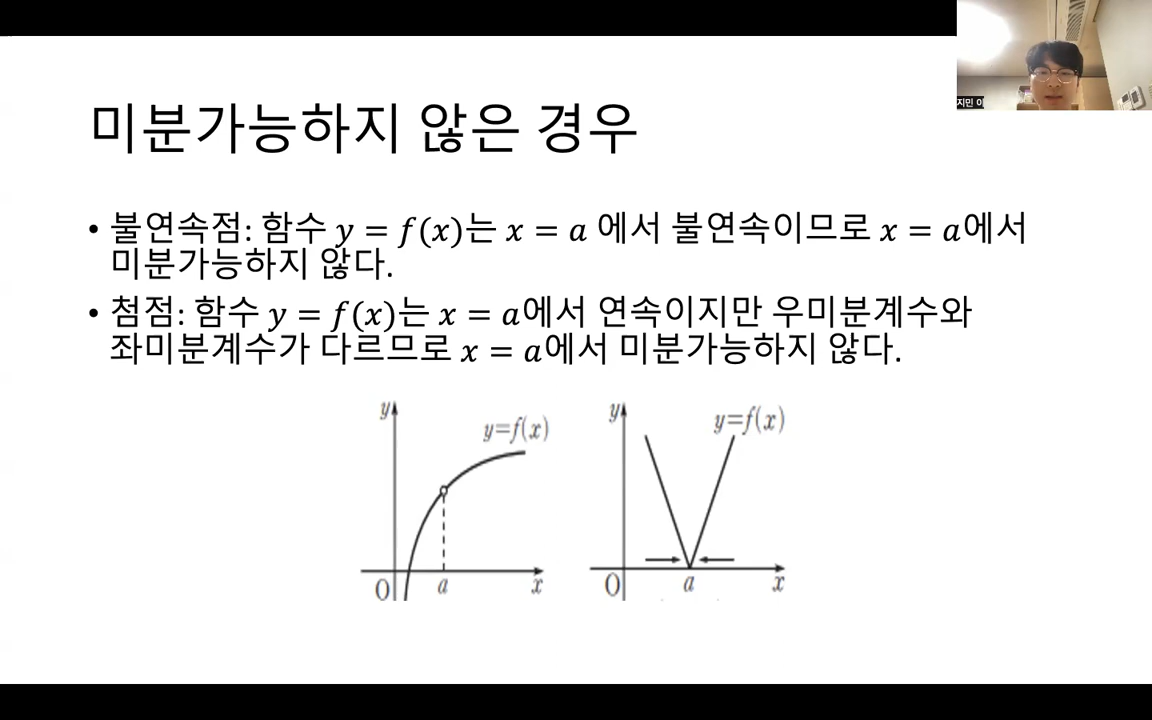 지민 이
미분가능하지 않은 경우
• 불연속점: 함수 y = f(x)는 x = a 에서 불연속이므로 x = a에서
미분가능하지 않다.
• 첨점: 함수 y = f(x)는 x = a에서 연속이지만 우미분계수와
좌미분계수가 다르므로 x = a에서 미분가능하지 않다.
y
y=f(x)
O
a
x
y
y=f(x)
O
a
x